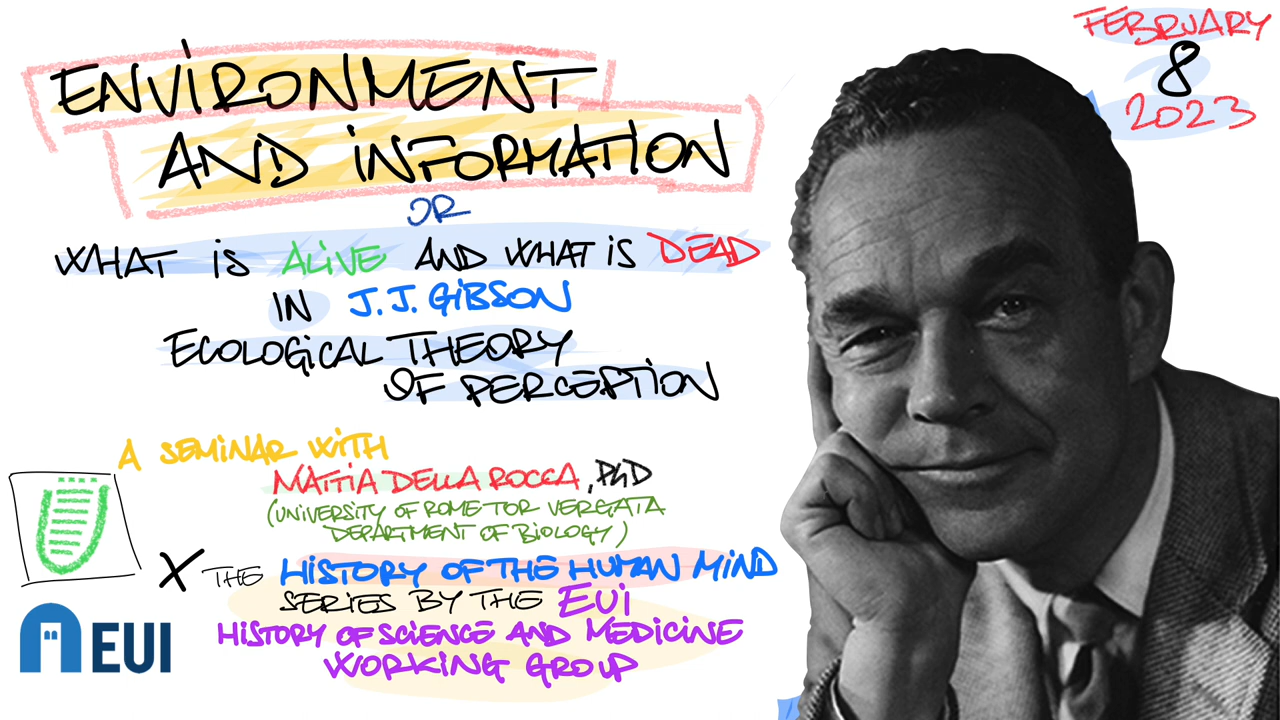 FEBRUARY
8
2023
ENVIRONMENT
AND INFORMATION
OR
WHAT IS ALIVE AND WHAT IS DEAD
IN J.J. GIBSON
ECOLOGICAL THEORY
OF PERCEPTION
A SEMINAR WITH
MATTIA DELLA ROCCA, PhD
(UNIVERSITY OF ROME TOR VERGATA
DEPARTMENT OF BIOLOGY)
X THE HISTORY OF THE HUMAN MIND
SERIES BY THE EUI
HISTORY OF SCIENCE AND MEDICINE
WORKING GROUP
EUI